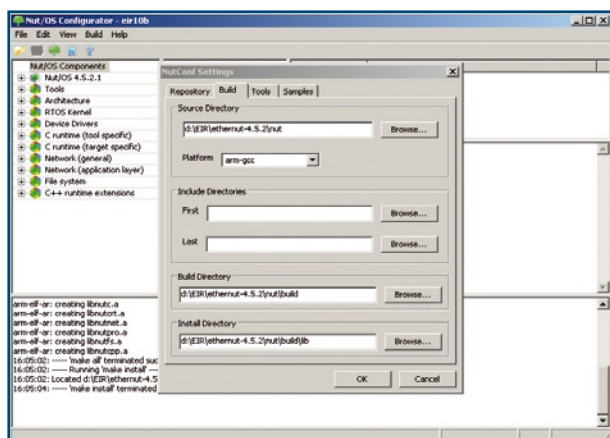 Nut/OS Configurator - eir10b
File Edit View Build Help
Nut/OS Components
Nut/OS 4.5.2.1
Tools
Architecture
RTOS Kernel
Device Drivers
C runtime (tool specific)
C runtime (target specific)
Network (general)
Network (application layer)
File system
C++ runtime extensions
NutConf Settings
Repository Build Tools Samples
Source Directory
d:\EIR\ethernut-4.5.2\nut Browse...
Platform arm-gcc
Include Directories
First Browse...
Last Browse...
Build Directory
d:\EIR\ethernut-4.5.2\nut\build Browse...
Install Directory
d:\EIR\ethernut-4.5.2\nut\build\lib Browse...
OK Cancel
arm-elf-ar: creating libnutc.a
arm-elf-ar: creating libnutcrt.a
arm-elf-ar: creating libnutnet.a
arm-elf-ar: creating libnutpro.a
arm-elf-ar: creating libnutfs.a
arm-elf-ar: creating libnutcpp.a
16:05:02: ----- 'make all' terminated suc
16:05:02: ----- Running 'make install' ---
16:05:02: Located d:\EIR\ethernut-4.5
16:05:04: ----- 'make install' terminated